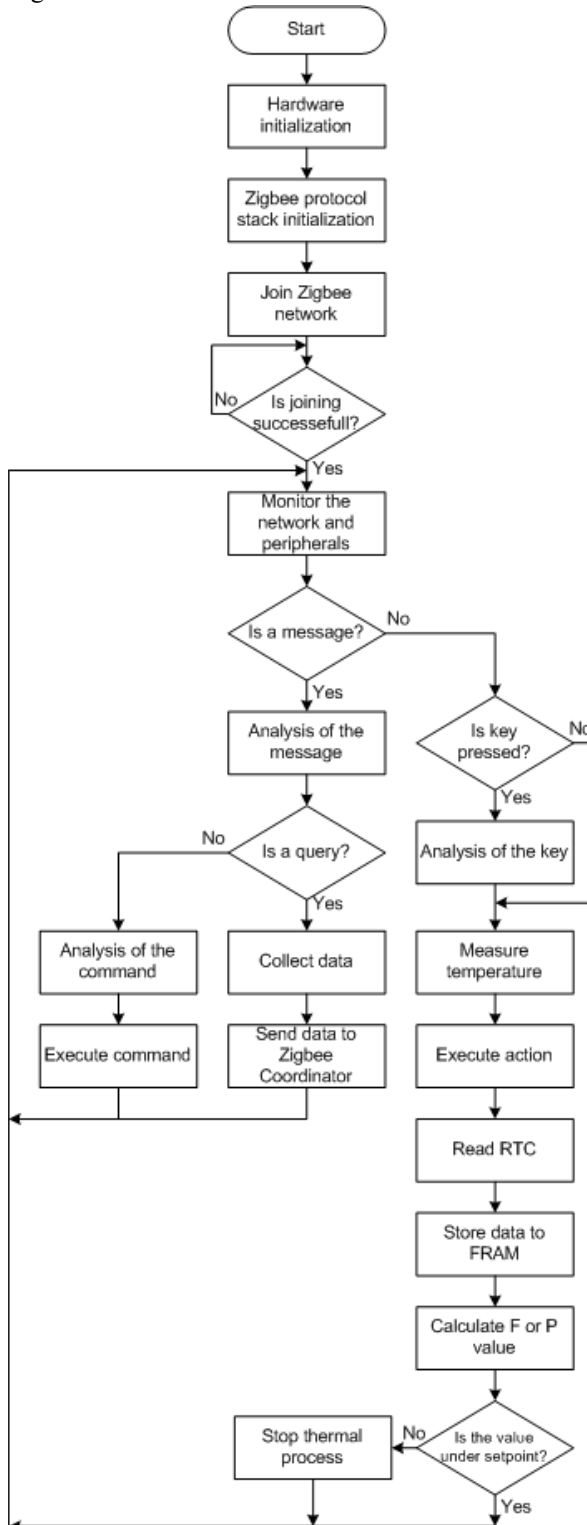 Start
Hardware
initialization
Zigbee protocol
stack initialization
Join Zigbee
network
No
Is joining
successefull?
Yes
Monitor the
network and
peripherals
Is a message?
No
Yes
Analysis of the
message
Is key
pressed?
No
Yes
No
Is a query?
Analysis of the key
Yes
Analysis of the
command
Collect data
Measure
temperature
Execute command
Send data to
Zigbee
Coordinator
Execute action
Read RTC
Store data to
FRAM
Calculate F or P
value
Stop thermal
process
No
Is the value
under setpoint?
Yes